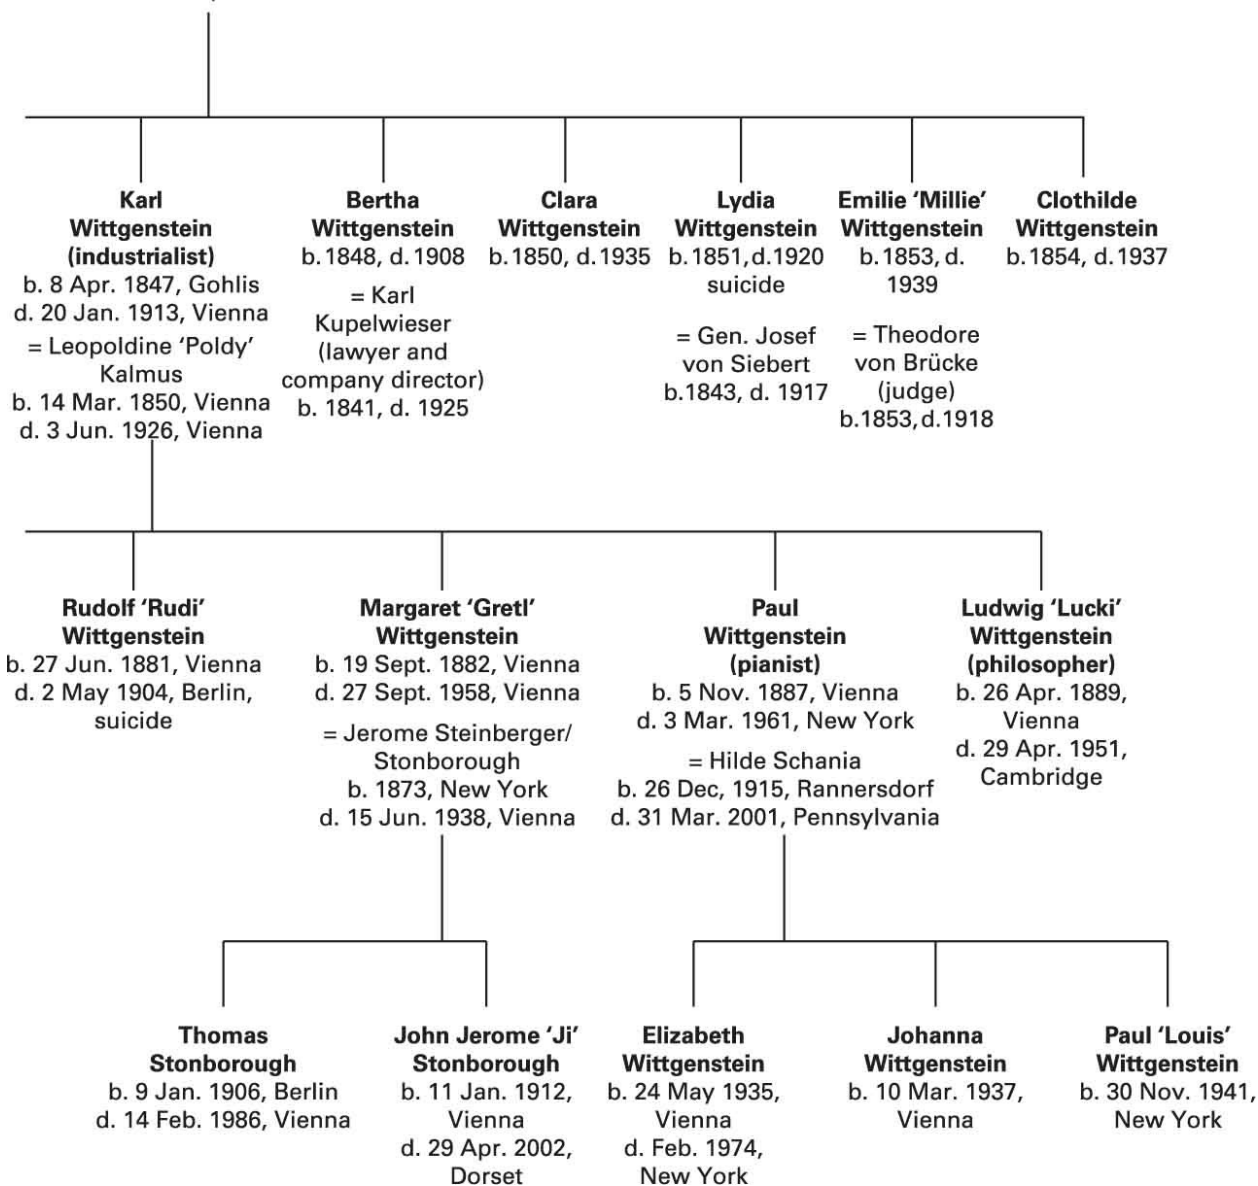 Karl
Wittgenstein
(industrialist)
b. 8 Apr. 1847, Gohlis
d. 20 Jan. 1913, Vienna
= Leopoldine ‘Poldy’
Kalmus
b. 14 Mar. 1850, Vienna
d. 3 Jun. 1926, Vienna
Bertha
Wittgenstein
b. 1848, d. 1908
= Karl
Kupelwieser
(lawyer and
company director)
b. 1841, d. 1925
Clara
Wittgenstein
b. 1850, d. 1935
Lydia
Wittgenstein
b. 1851, d. 1920
suicide
= Gen. Josef
von Siebert
b. 1843, d. 1917
Emilie ‘Millie’
Wittgenstein
b. 1853, d.
1939
= Theodore
von Brücke
(judge)
b. 1853, d. 1918
Clothilde
Wittgenstein
b. 1854, d. 1937
Rudolf ‘Rudi’
Wittgenstein
b. 27 Jun. 1881, Vienna
d. 2 May 1904, Berlin,
suicide
Margaret ‘Gretl’
Wittgenstein
b. 19 Sept. 1882, Vienna
d. 27 Sept. 1958, Vienna
= Jerome Steinberger/
Stonborough
b. 1873, New York
d. 15 Jun. 1938, Vienna
Paul
Wittgenstein
(pianist)
b. 5 Nov. 1887, Vienna
d. 3 Mar. 1961, New York
= Hilde Schania
b. 26 Dec, 1915, Rannersdorf
d. 31 Mar. 2001, Pennsylvania
Ludwig ‘Lucki’
Wittgenstein
(philosopher)
b. 26 Apr. 1889,
Vienna
d. 29 Apr. 1951,
Cambridge
Thomas
Stonborough
b. 9 Jan. 1906, Berlin
d. 14 Feb. 1986, Vienna
John Jerome ‘Ji’
Stonborough
b. 11 Jan. 1912,
Vienna
d. 29 Apr. 2002,
Dorset
Elizabeth
Wittgenstein
b. 24 May 1935,
Vienna
d. Feb. 1974,
New York
Johanna
Wittgenstein
b. 10 Mar. 1937,
Vienna
Paul ‘Louis’
Wittgenstein
b. 30 Nov. 1941,
New York